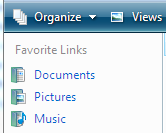 Organize Views
Favorite Links
Documents
Pictures
Music